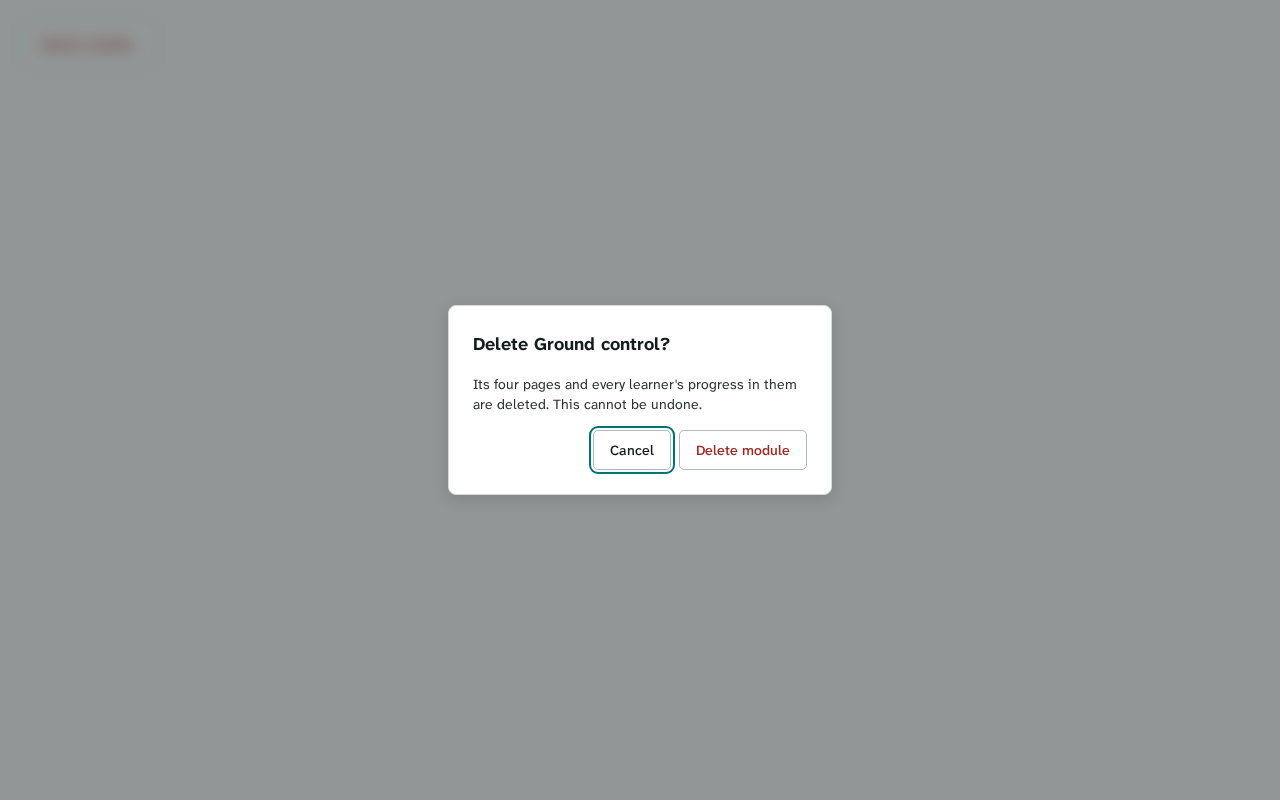 Delete Ground control?
Its four pages and every learner's progress in them
are deleted. This cannot be undone.
Cancel
Delete module